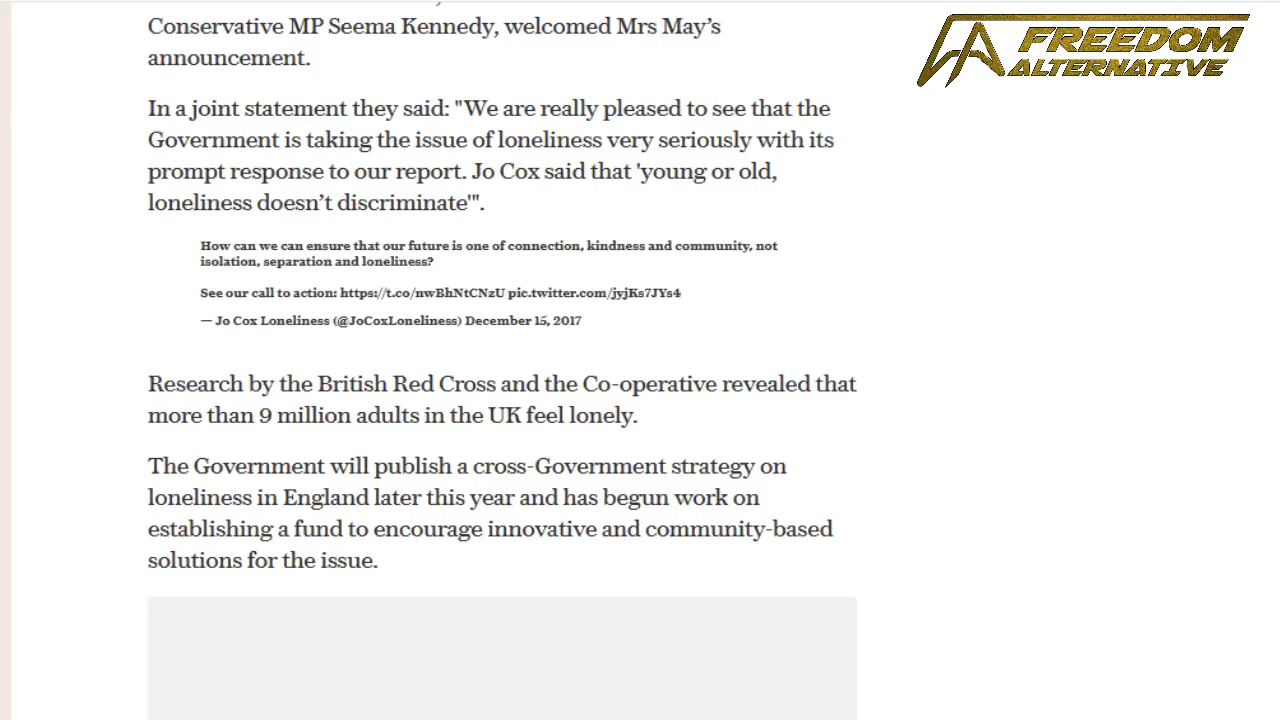 Conservative MP Seema Kennedy, welcomed Mrs May’s
announcement.
In a joint statement they said: "We are really pleased to see that the
Government is taking the issue of loneliness very seriously with its
prompt response to our report. Jo Cox said that 'young or old,
loneliness doesn’t discriminate'".
How can we can ensure that our future is one of connection, kindness and community, not
isolation, separation and loneliness?
See our call to action: https://t.co/nwBhNtCNzU pic.twitter.com/jyjKs7JYs4
— Jo Cox Loneliness (@JoCoxLoneliness) December 15, 2017
Research by the British Red Cross and the Co-operative revealed that
more than 9 million adults in the UK feel lonely.
The Government will publish a cross-Government strategy on
loneliness in England later this year and has begun work on
establishing a fund to encourage innovative and community-based
solutions for the issue.
FREEDOM
ALTERNATIVE